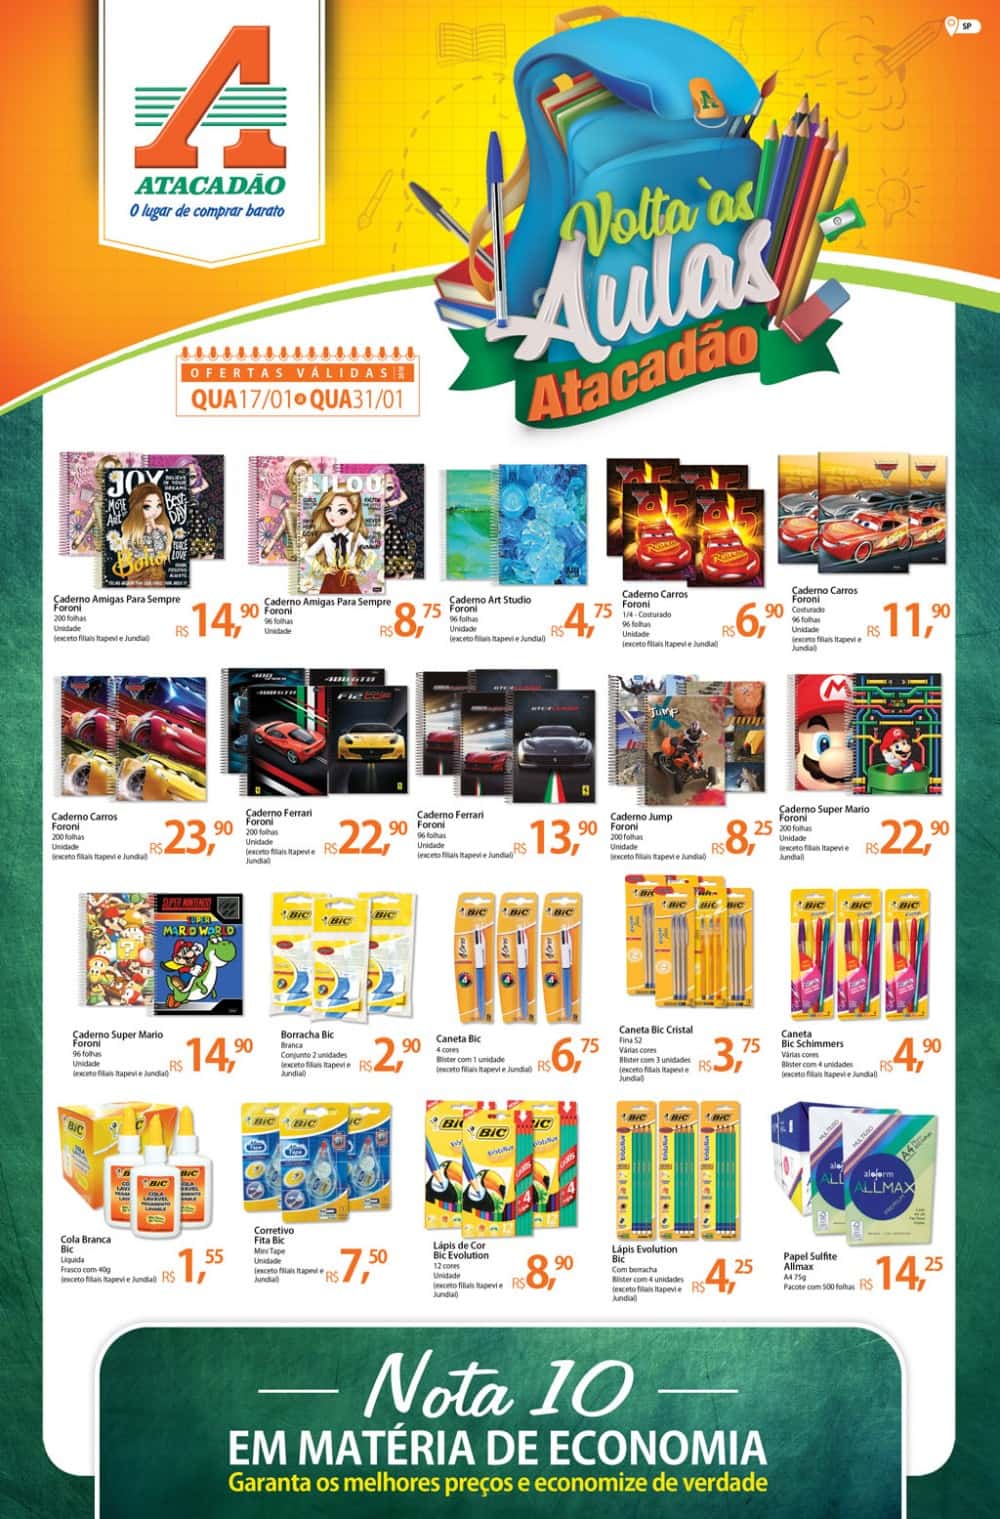 SP
ATACADÃO
O lugar de comprar barato
Volta às
Aulas
Atacadão
OFERTAS VÁLIDAS
2018
QUA 17/01 a QUA 31/01
Caderno Amigas Para Sempre
Foroni
200 folhas
Unidade
(exceto filiais Itapevi e Jundiaí)
R$ 14,90
Caderno Amigas Para Sempre
Foroni
96 folhas
Unidade
R$ 8,75
Caderno Art Studio
Foroni
96 folhas
Unidade
(exceto filiais Itapevi e Jundiaí)
R$ 4,75
Caderno Carros
Foroni
1/4 - Costurado
96 folhas
Unidade
(exceto filiais Itapevi e Jundiaí)
R$ 6,90
Caderno Carros
Foroni
Costurado
96 folhas
Unidade
(exceto filiais Itapevi e
Jundiaí)
R$ 11,90
Caderno Carros
Foroni
200 folhas
Unidade
(exceto filiais Itapevi e Jundiaí)
R$ 23,90
Caderno Ferrari
Foroni
200 folhas
Unidade
(exceto filiais Itapevi e
Jundiaí)
R$ 22,90
Caderno Ferrari
Foroni
96 folhas
Unidade
(exceto filiais Itapevi e Jundiaí)
R$ 13,90
Caderno Jump
Foroni
200 folhas
Unidade
(exceto filiais Itapevi e Jundiaí)
R$ 8,25
Caderno Super Mario
Foroni
200 folhas
Unidade
(exceto filiais Itapevi e
Jundiaí)
R$ 22,90
Caderno Super Mario
Foroni
96 folhas
Unidade
(exceto filiais Itapevi e Jundiaí)
R$ 14,90
Borracha Bic
Branca
Conjunto 2 unidades
(exceto filiais Itapevi e
Jundiaí)
R$ 2,90
Caneta Bic
4 cores
Blister com 1 unidade
(exceto filiais Itapevi e
Jundiaí)
R$ 6,75
Caneta Bic Cristal
Fina S2
Várias cores
Blister com 3 unidades
(exceto filiais Itapevi e
Jundiaí)
R$ 3,75
Caneta
Bic Schimmers
Várias cores
Blister com 4 unidades
(exceto filiais Itapevi e
Jundiaí)
R$ 4,90
Cola Branca
Bic
Líquida
Frasco com 40g
(exceto filiais Itapevi e Jundiaí)
R$ 1,55
Corretivo
Fita Bic
Mini Tape
Unidade
(exceto filiais Itapevi e
Jundiaí)
R$ 7,50
Lápis de Cor
Bic Evolution
12 cores
Unidade
(exceto filiais Itapevi e
Jundiaí)
R$ 8,90
Lápis Evolution
Bic
Com borracha
Blister com 4 unidades
(exceto filiais Itapevi e
Jundiaí)
R$ 4,25
Papel Sulfite
Allmax
A4 75g
Pacote com 500 folhas
R$ 14,25
Nota 10
EM MATÉRIA DE ECONOMIA
Garanta os melhores preços e economize de verdade